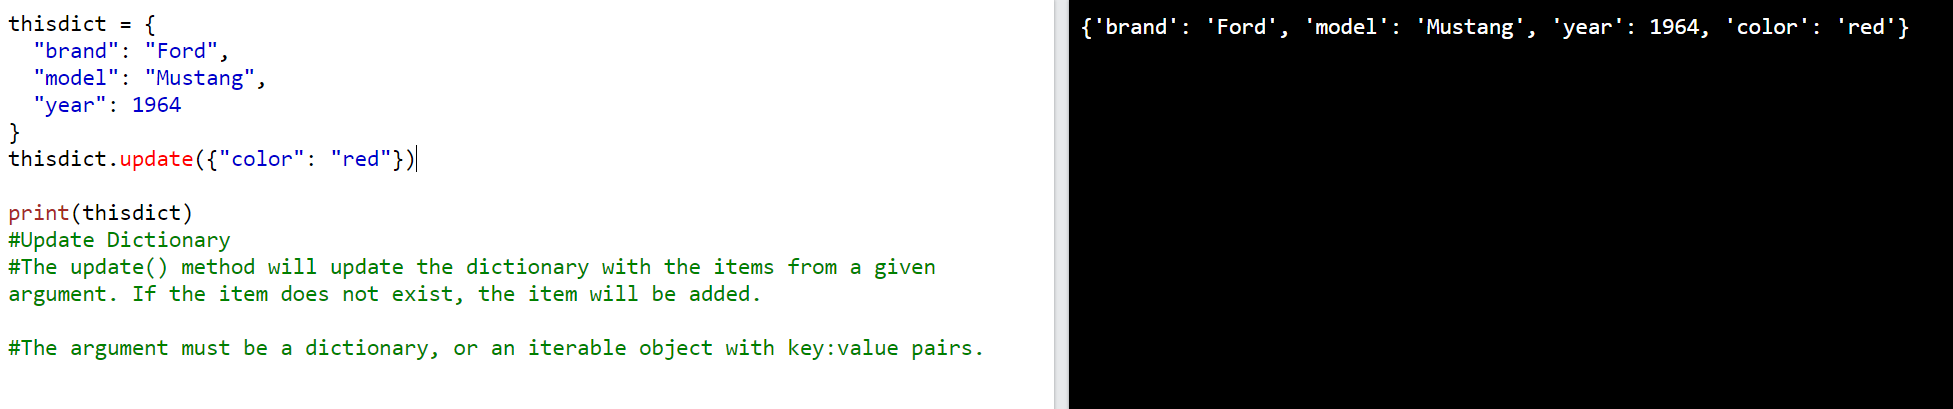 thisdict = {
  "brand": "Ford",
  "model": "Mustang",
  "year": 1964
}
thisdict.update({"color": "red"})
print(thisdict)
#Update Dictionary
#The update() method will update the dictionary with the items from a given
argument. If the item does not exist, the item will be added.
#The argument must be a dictionary, or an iterable object with key:value pairs.
{'brand': 'Ford', 'model': 'Mustang', 'year': 1964, 'color': 'red'}